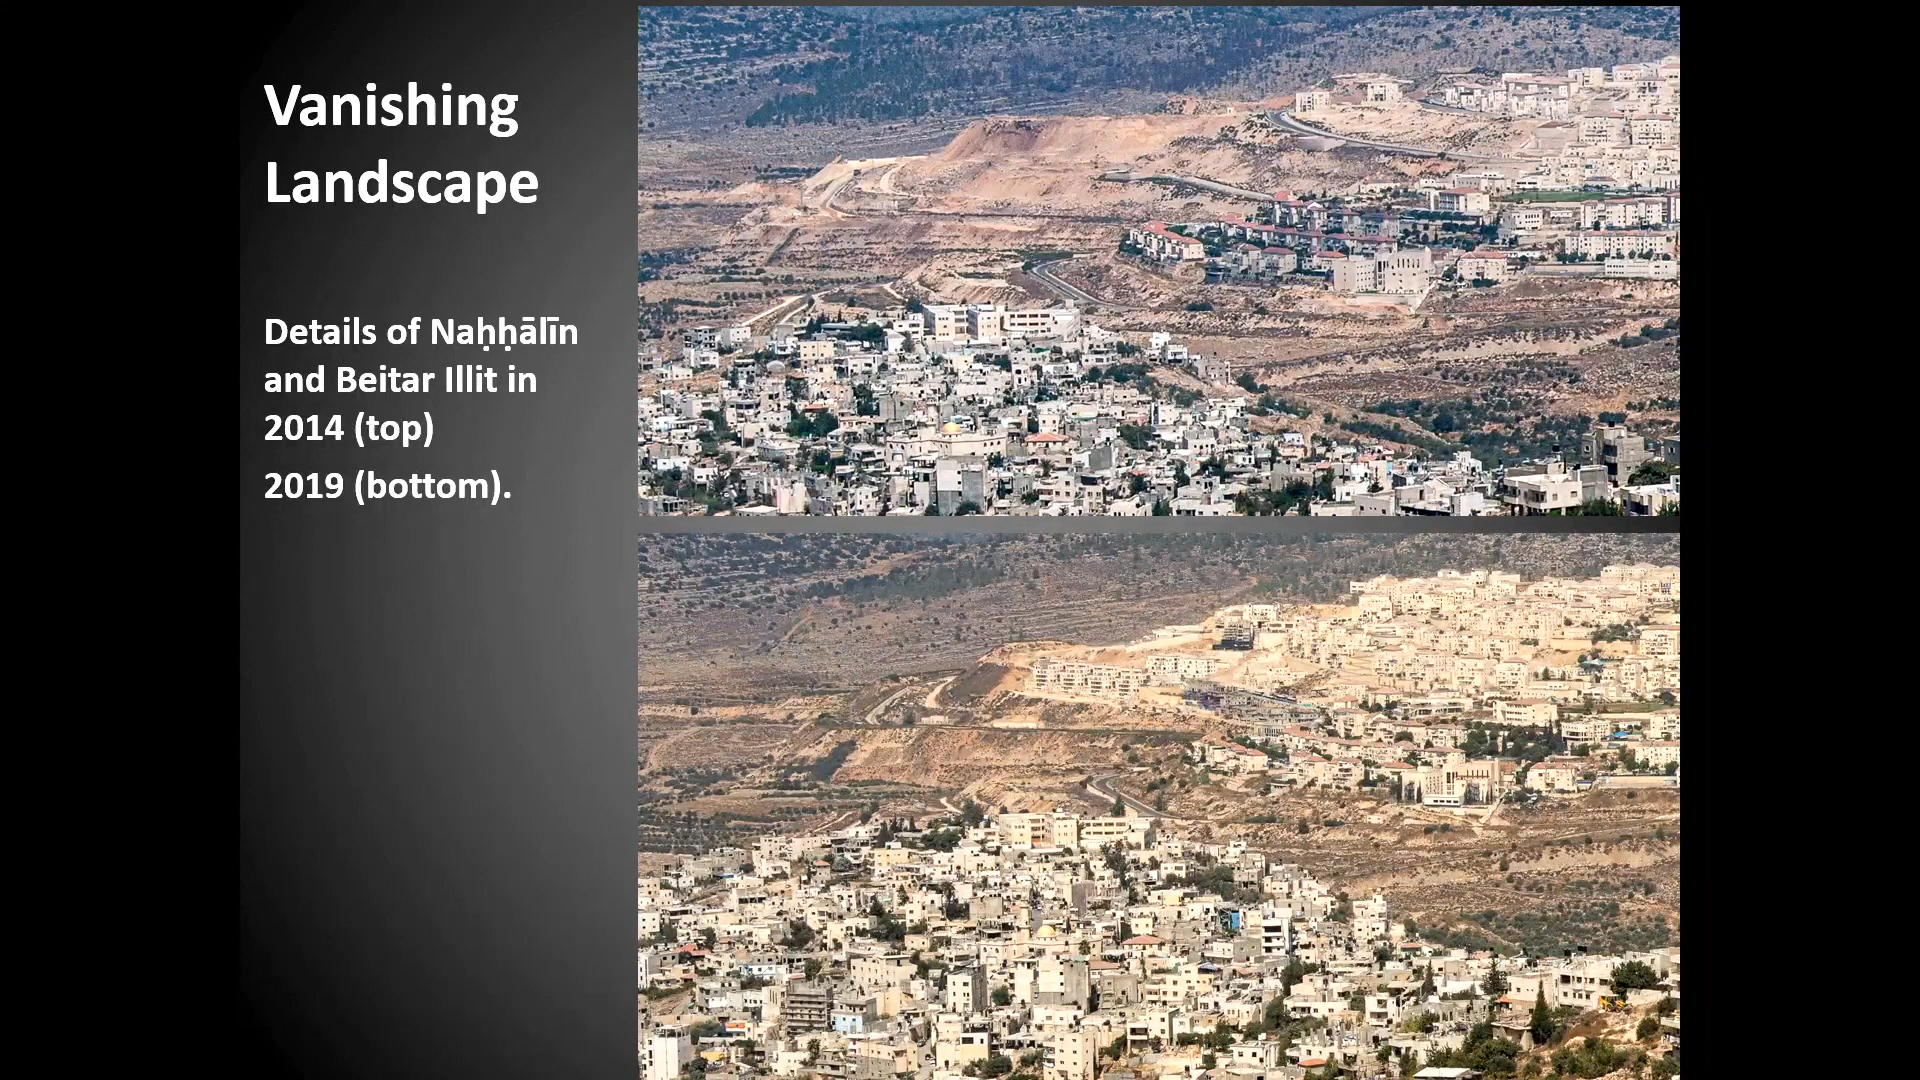 Vanishing
Landscape
Details of Naḥḥālīn
and Beitar Illit in
2014 (top)
2019 (bottom).